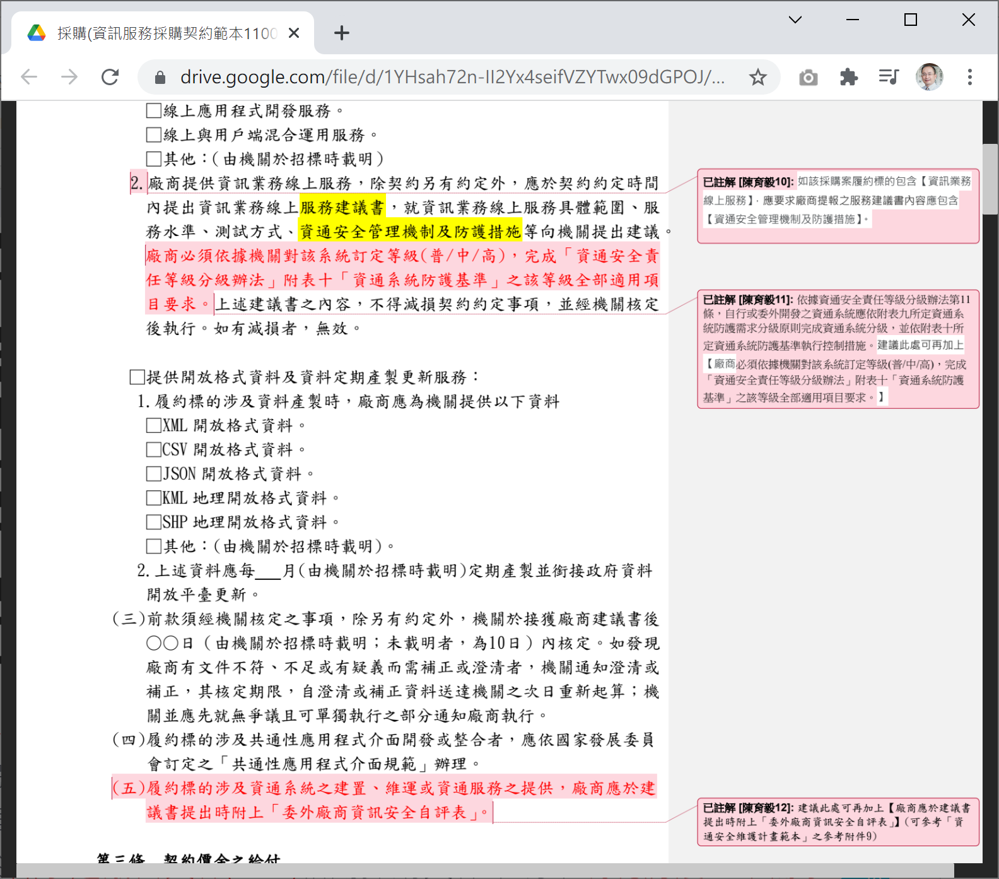 採購(資訊服務採購契約範本1100
drive.google.com/file/d/1YHsah72n-II2Yx4seifVZYTwx09dGPOJ/...
□線上應用程式開發服務。
□線上與用戶端混合運用服務。
□其他：(由機關於招標時載明)
2.廠商提供資訊業務線上服務，除契約另有約定外，應於契約約定時間
內提出資訊業務線上服務建議書，就資訊業務線上服務具體範圍、服
務水準、測試方式、資通安全管理機制及防護措施等向機關提出建議。
廠商必須依據機關對該系統訂定等級(普/中/高)，完成「資通安全責
任等級分級辦法」附表十「資通系統防護基準」之該等級全部適用項
目要求。上述建議書之內容，不得減損契約約定事項，並經機關核定
後執行。如有減損者，無效。
□提供開放格式資料及資料定期產製更新服務：
1.履約標的涉及資料產製時，廠商應為機關提供以下資料
□XML 開放格式資料。
□CSV 開放格式資料。
□JSON 開放格式資料。
□KML 地理開放格式資料。
□SHP 地理開放格式資料。
□其他：(由機關於招標時載明)。
2.上述資料應每___月(由機關於招標時載明)定期產製並銜接政府資料
開放平臺更新。
(三)前款須經機關核定之事項，除另有約定外，機關於接獲廠商建議書後
○○日（由機關於招標時載明；未載明者，為10日）內核定。如發現
廠商有文件不符、不足或有疑義而需補正或澄清者，機關通知澄清或
補正，其核定期限，自澄清或補正資料送達機關之次日重新起算；機
關並應先就無爭議且可單獨執行之部分通知廠商執行。
(四)履約標的涉及共通性應用程式介面開發或整合者，應依國家發展委員
會訂定之「共通性應用程式介面規範」辦理。
(五)履約標的涉及資通系統之建置、維運或資通服務之提供，廠商應於建
議書提出時附上「委外廠商資訊安全自評表」。
第三條 契約價金之給付
已註解 [陳育毅10]: 如該採購案履約標的包含【資訊業務
線上服務】，應要求廠商提報之服務建議書內容應包含
【資通安全管理機制及防護措施】。
已註解 [陳育毅11]: 依據資通安全責任等級分級辦法第11
條，自行或委外開發之資通系統應依附表九所定資通系
統防護需求分級原則完成資通系統分級，並依附表十所
定資通系統防護基準執行控制措施。建議此處可再加上
【廠商必須依據機關對該系統訂定等級(普/中/高)，完成
「資通安全責任等級分級辦法」附表十「資通系統防護
基準」之該等級全部適用項目要求。】
已註解 [陳育毅12]: 建議此處可再加上【廠商應於建議書
提出時附上「委外廠商資訊安全自評表」】(可參考「資
通安全維護計畫範本」之參考附件9)